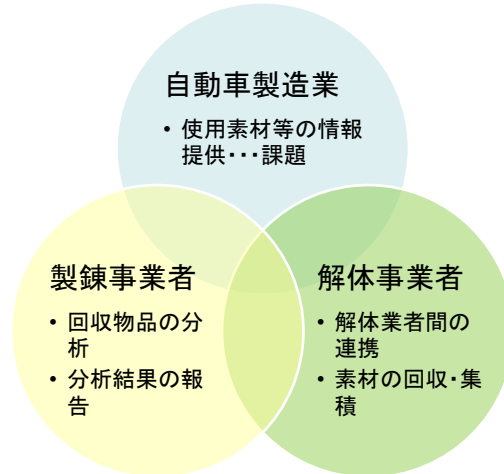 自動車製造業
• 使用素材等の情報
提供･･･課題
製錬事業者
• 回収物品の分
析
• 分析結果の報
告
解体事業者
• 解体業者間の
連携
• 素材の回収･集
積